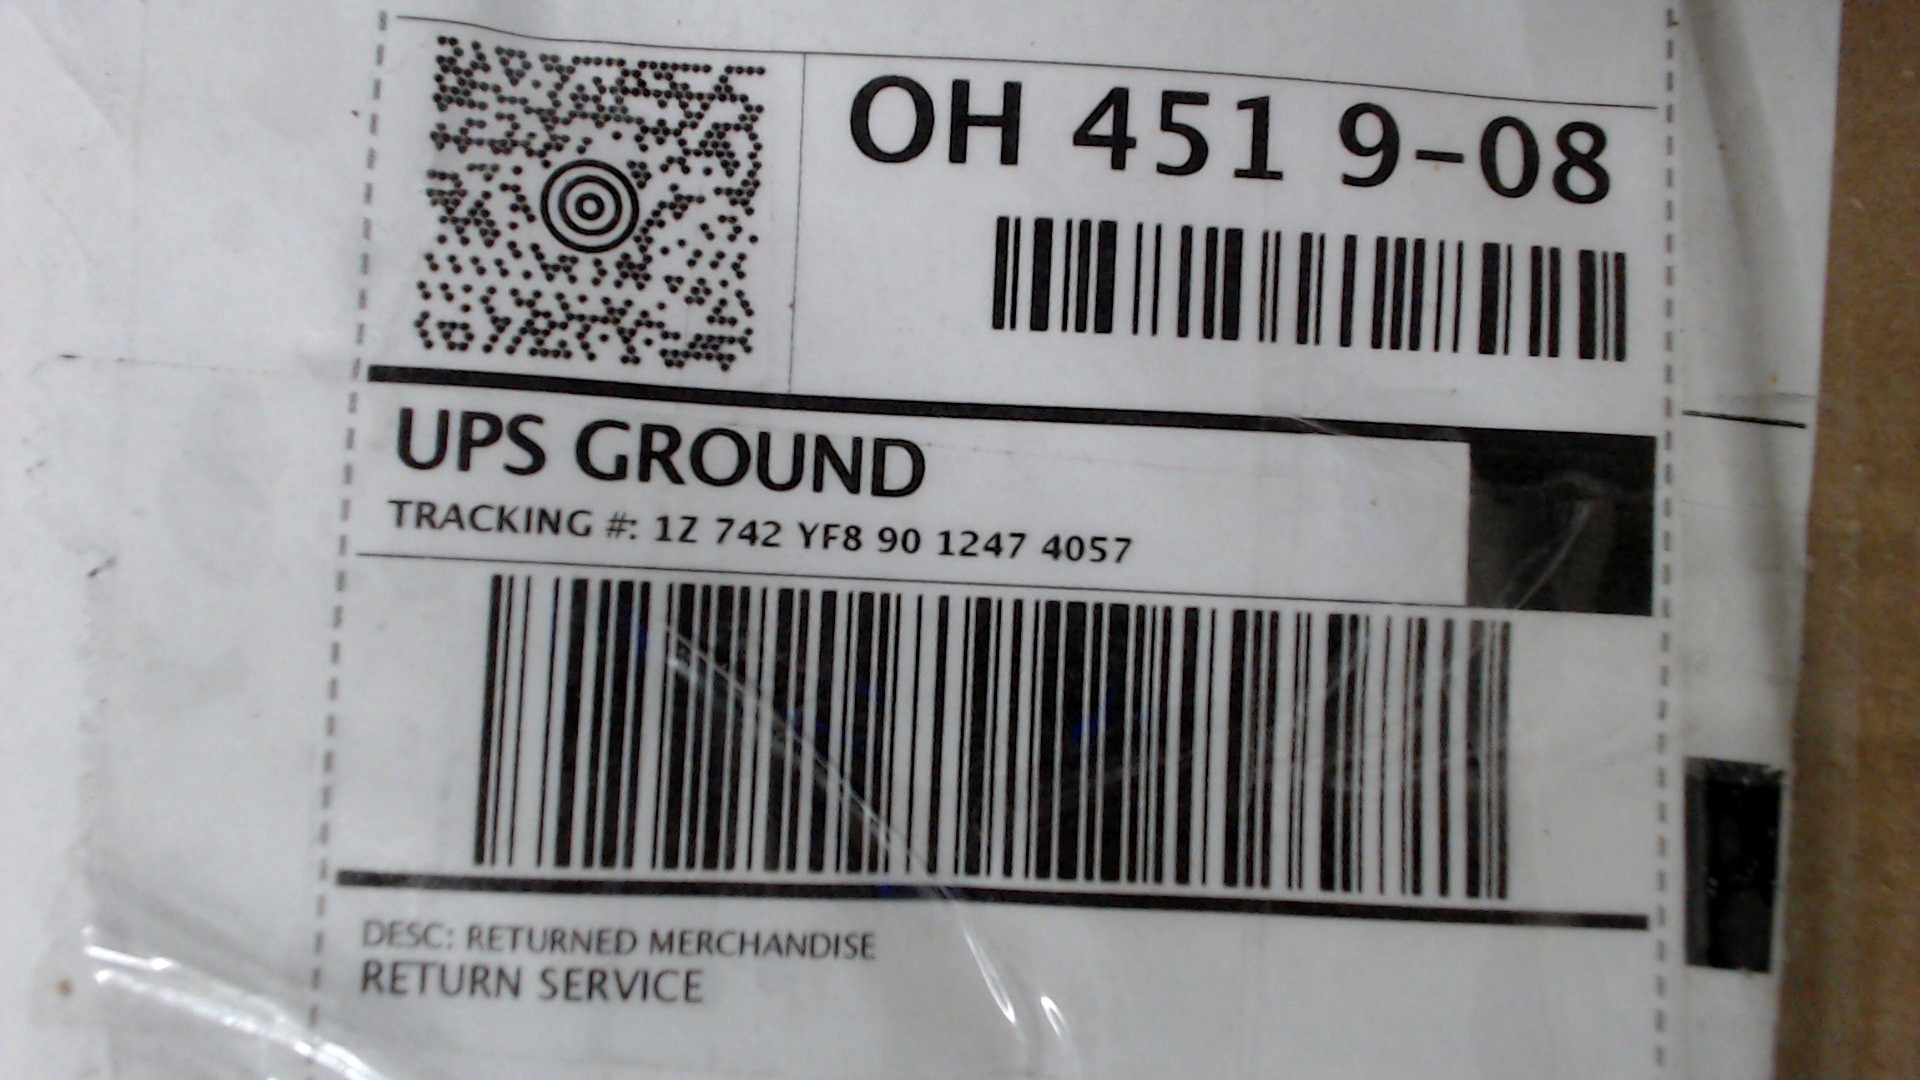 OH 451 9-08
UPS GROUND
TRACKING #: 1Z 742 YF8 90 1247 4057
DESC: RETURNED MERCHANDISE
RETURN SERVICE